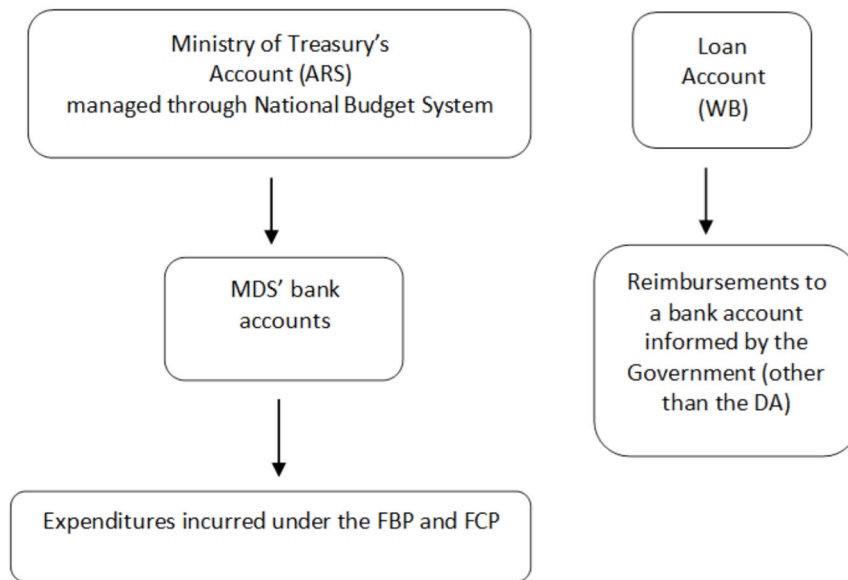 Ministry of Treasury's
Account (ARS)
managed through National Budget System
MDS' bank
accounts
Expenditures incurred under the FBP and FCP
Loan
Account
(WB)
Reimbursements to
a bank account
informed by the
Government (other
than the DA)